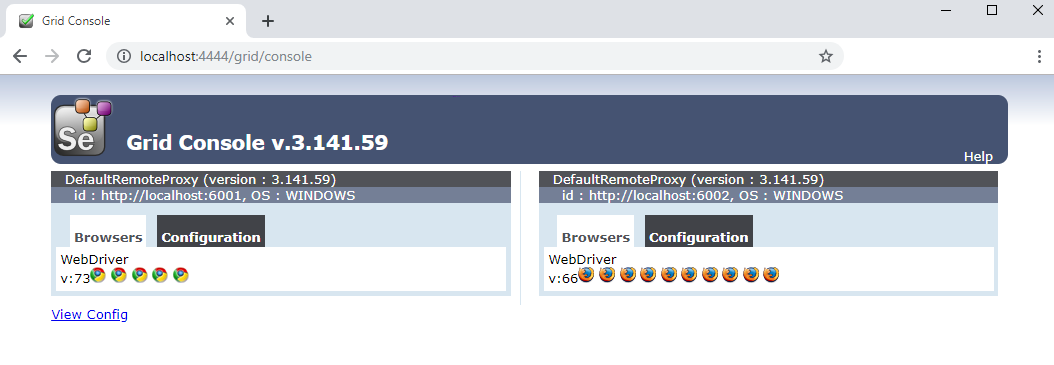 Grid Console
localhost:4444/grid/console
Se
Grid Console v.3.141.59
Help
DefaultRemoteProxy (version : 3.141.59)
id : http://localhost:6001, OS : WINDOWS
Browsers Configuration
WebDriver
v:73
DefaultRemoteProxy (version : 3.141.59)
id : http://localhost:6002, OS : WINDOWS
Browsers Configuration
WebDriver
v:66
View Config